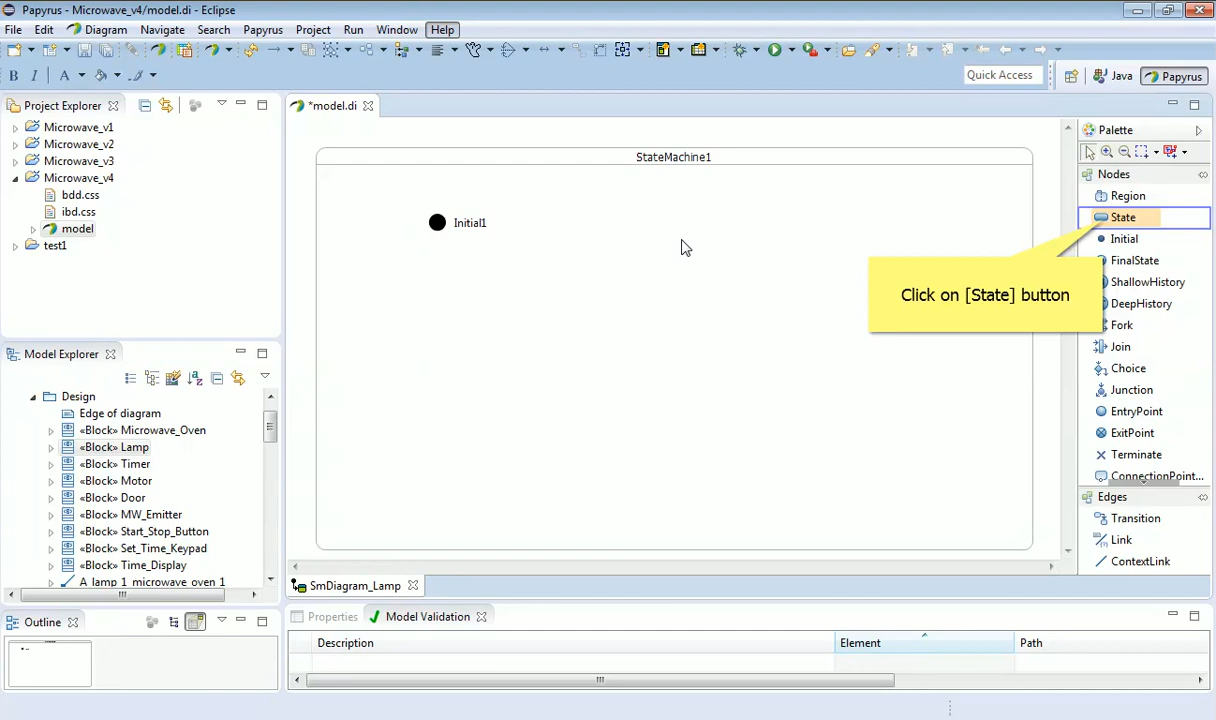 Papyrus - Microwave_v4/model.di - Eclipse
File Edit Diagram Navigate Search Papyrus Project Run Window Help
B I A
Quick Access
Java
Papyrus
Project Explorer
Microwave_v1
Microwave_v2
Microwave_v3
Microwave_v4
bdd.css
ibd.css
model
test1
Model Explorer
Design
Edge of diagram
«Block» Microwave_Oven
«Block» Lamp
«Block» Timer
«Block» Motor
«Block» Door
«Block» MW_Emitter
«Block» Start_Stop_Button
«Block» Set_Time_Keypad
«Block» Time_Display
A_lamp_1_microwave_oven_1
Outline
*model.di
StateMachine1
Initial1
SmDiagram_Lamp
Click on [State] button
Palette
Nodes
Region
State
Initial
FinalState
ShallowHistory
DeepHistory
Fork
Join
Choice
Junction
EntryPoint
ExitPoint
Terminate
ConnectionPoint...
Edges
Transition
Link
ContextLink
Properties
Model Validation
Description
Element
Path